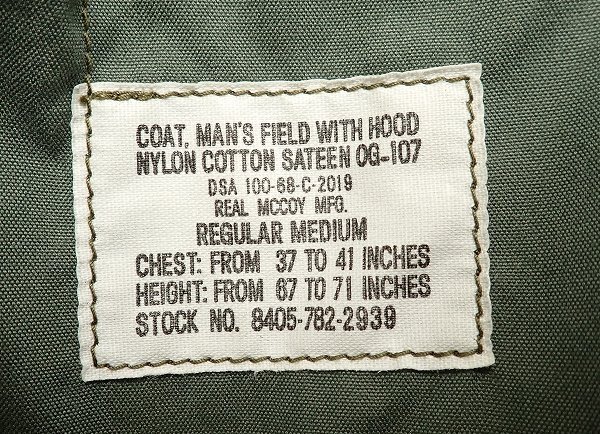 COAT, MAN'S FIELD WITH HOOD
NYLON COTTON SATEEN OG-107
DSA 100-68-C-2019
REAL MCCOY MFG.
REGULAR MEDIUM
CHEST: FROM 37 TO 41 INCHES
HEIGHT: FROM 67 TO 71 INCHES
STOCK NO. 8405-782-2939